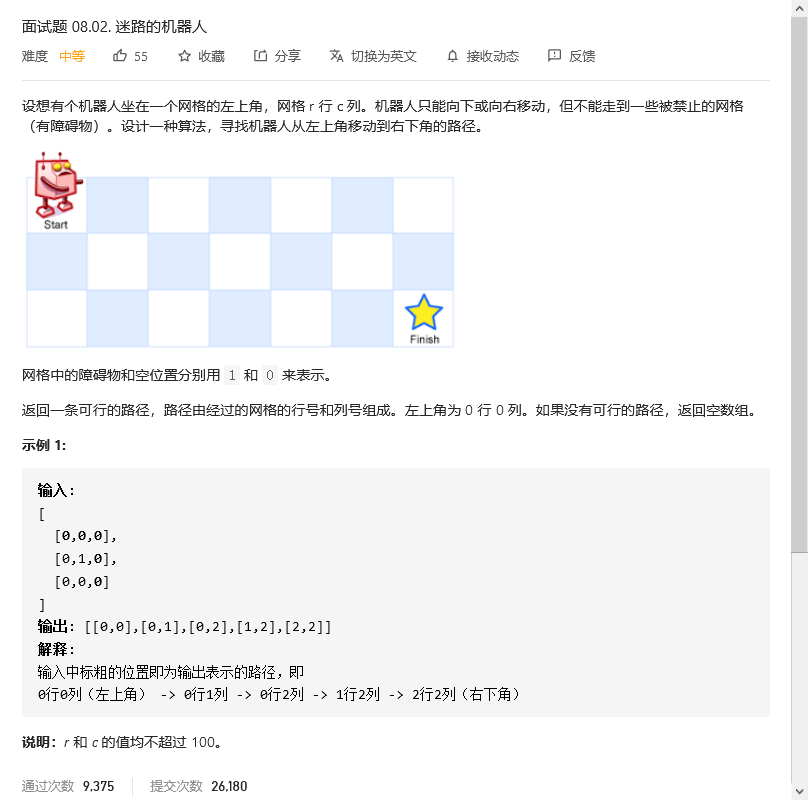 面试题 08.02. 迷路的机器人
难度 中等 55 收藏 分享 切换为英文 接收动态 反馈
设想有个机器人坐在一个网格的左上角，网格 r 行 c 列。机器人只能向下或向右移动，但不能走到一些被禁止的网格
（有障碍物）。设计一种算法，寻找机器人从左上角移动到右下角的路径。
Start
Finish
网格中的障碍物和空位置分别用 1 和 0 来表示。
返回一条可行的路径，路径由经过的网格的行号和列号组成。左上角为 0 行 0 列。如果没有可行的路径，返回空数组。
示例 1:
输入:
[
  [0,0,0],
  [0,1,0],
  [0,0,0]
]
输出: [[0,0],[0,1],[0,2],[1,2],[2,2]]
解释:
输入中标粗的位置即为输出表示的路径，即
0行0列（左上角） -> 0行1列 -> 0行2列 -> 1行2列 -> 2行2列（右下角）
说明：r 和 c 的值均不超过 100。
通过次数 9,375 提交次数 26,180